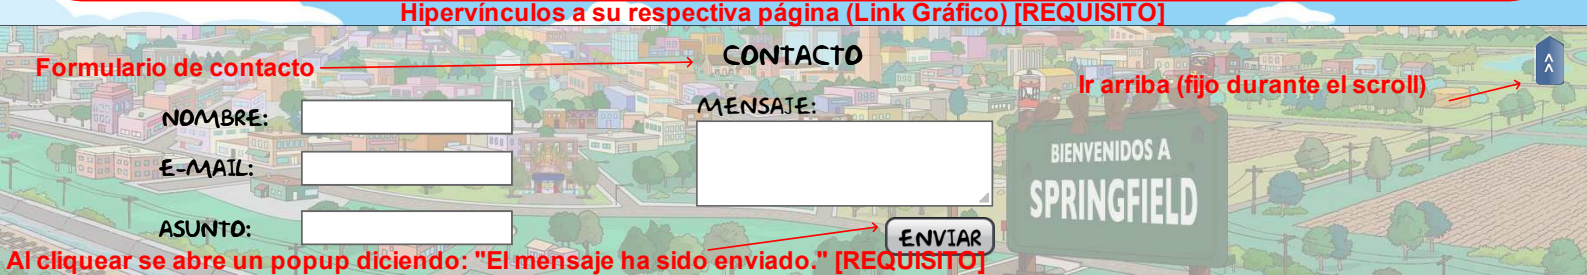 Hipervínculos a su respectiva página (Link Gráfico) [REQUISITO]
CONTACTO
Formulario de contacto
Ir arriba (fijo durante el scroll)
NOMBRE:
MENSAJE:
E-MAIL:
BIENVENIDOS A
SPRINGFIELD
ASUNTO:
ENVIAR
Al cliquear se abre un popup diciendo: "El mensaje ha sido enviado." [REQUISITO]